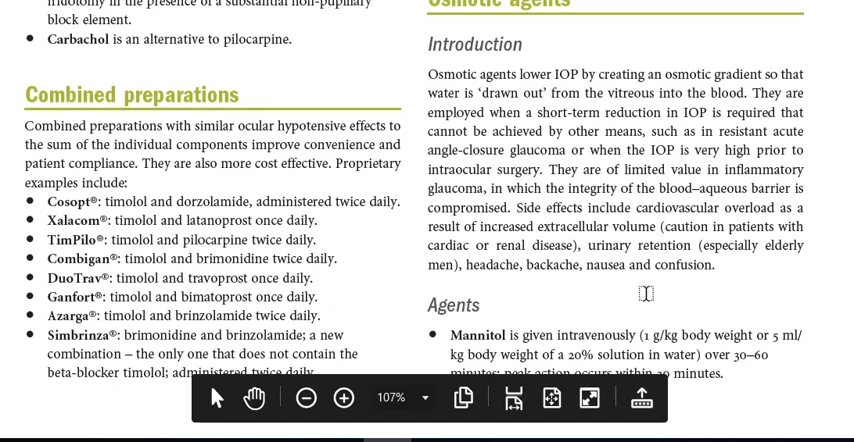 block element.
● Carbachol is an alternative to pilocarpine.
Combined preparations
Combined preparations with similar ocular hypotensive effects to
the sum of the individual components improve convenience and
patient compliance. They are also more cost effective. Proprietary
examples include:
● Cosopt®: timolol and dorzolamide, administered twice daily.
● Xalacom®: timolol and latanoprost once daily.
● TimPilo®: timolol and pilocarpine twice daily.
● Combigan®: timolol and brimonidine twice daily.
● DuoTrav®: timolol and travoprost once daily.
● Ganfort®: timolol and bimatoprost once daily.
● Azarga®: timolol and brinzolamide twice daily.
● Simbrinza®: brimonidine and brinzolamide; a new
combination – the only one that does not contain the
beta-blocker timolol; administered twice daily.
Osmotic agents
Introduction
Osmotic agents lower IOP by creating an osmotic gradient so that
water is ‘drawn out’ from the vitreous into the blood. They are
employed when a short-term reduction in IOP is required that
cannot be achieved by other means, such as in resistant acute
angle-closure glaucoma or when the IOP is very high prior to
intraocular surgery. They are of limited value in inflammatory
glaucoma, in which the integrity of the blood–aqueous barrier is
compromised. Side effects include cardiovascular overload as a
result of increased extracellular volume (caution in patients with
cardiac or renal disease), urinary retention (especially elderly
men), headache, backache, nausea and confusion.
Agents
● Mannitol is given intravenously (1 g/kg body weight or 5 ml/
kg body weight of a 20% solution in water) over 30–60
minutes; peak action occurs within 30 minutes.
107%